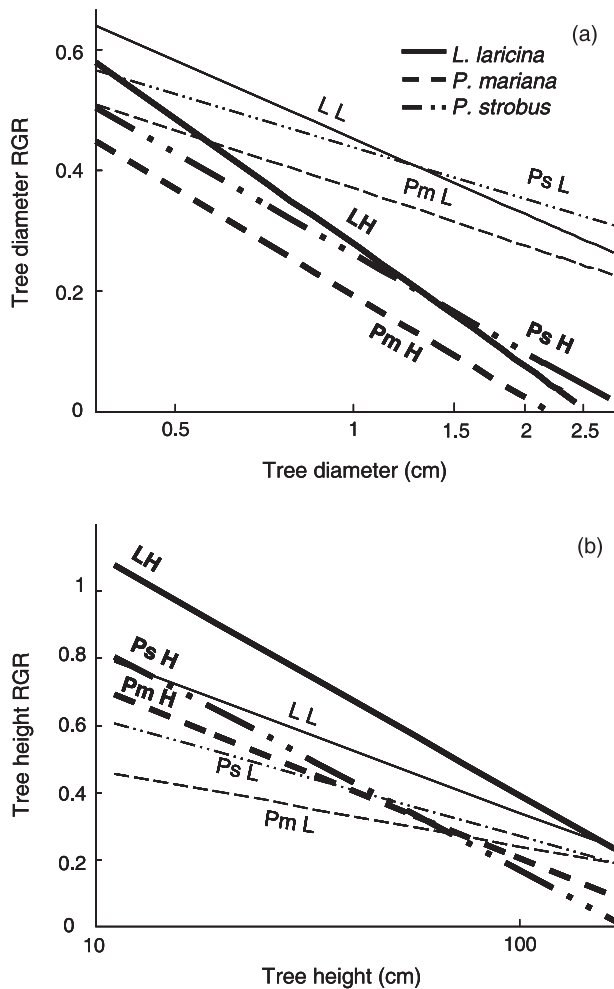 (a)
0.6
0.4
0.2
0
Tree diameter RGR
L. laricina
P. mariana
P. strobus
L L
Ps L
Pm L
LH
Ps H
Pm H
0.5 1 1.5 2 2.5
Tree diameter (cm)
(b)
1
0.8
0.6
0.4
0.2
0
Tree height RGR
LH
Ps H
Pm H
L L
Ps L
Pm L
10 100
Tree height (cm)